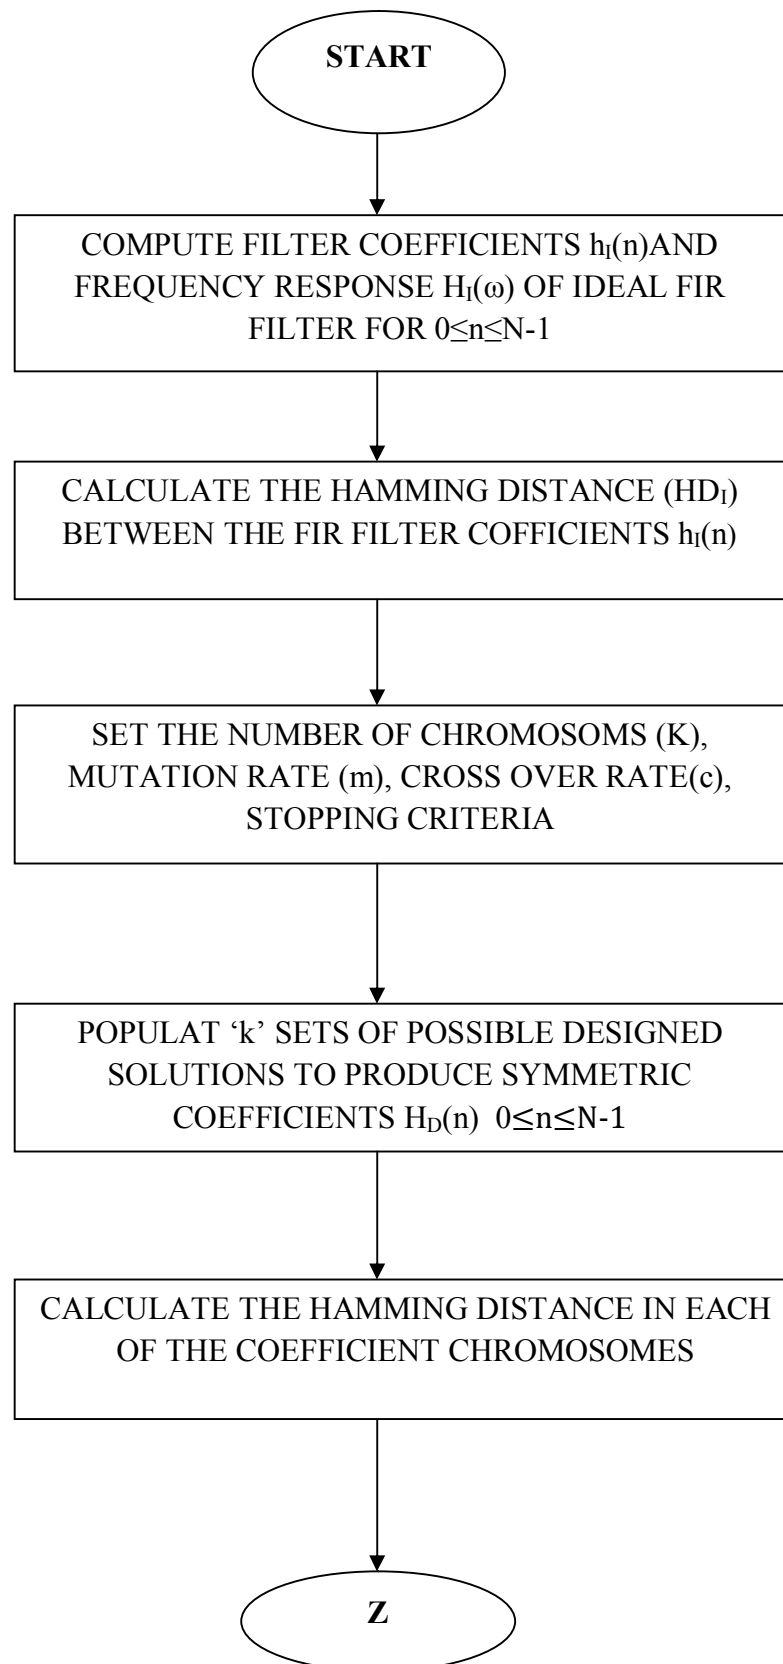 START
COMPUTE FILTER COEFFICIENTS hI(n)AND
FREQUENCY RESPONSE HI(ω) OF IDEAL FIR
FILTER FOR 0≤n≤N-1
CALCULATE THE HAMMING DISTANCE (HDI)
BETWEEN THE FIR FILTER COFFICIENTS hI(n)
SET THE NUMBER OF CHROMOSOMS (K),
MUTATION RATE (m), CROSS OVER RATE(c),
STOPPING CRITERIA
POPULAT ‘k’ SETS OF POSSIBLE DESIGNED
SOLUTIONS TO PRODUCE SYMMETRIC
COEFFICIENTS HD(n) 0≤n≤N-1
CALCULATE THE HAMMING DISTANCE IN EACH
OF THE COEFFICIENT CHROMOSOMES
Z